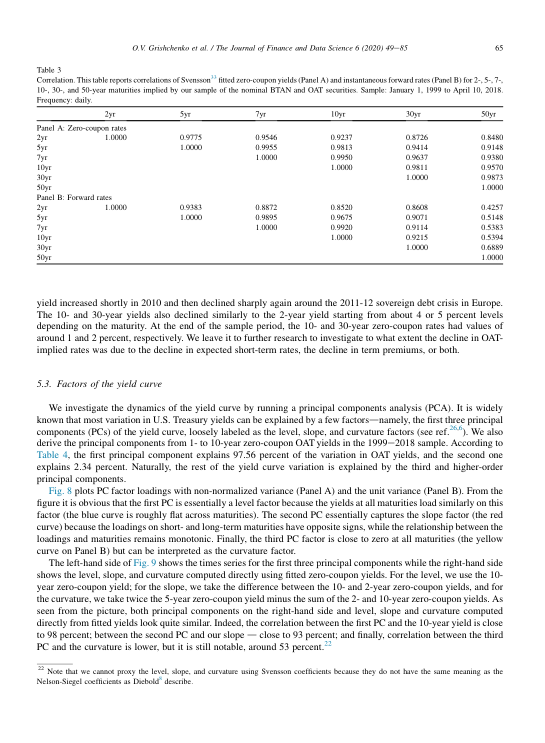 O.V. Grishchenko et al. / The Journal of Finance and Data Science 6 (2020) 49–85 65
Table 3
Correlation. This table reports correlations of Svensson33 fitted zero-coupon yields (Panel A) and instantaneous forward rates (Panel B) for 2-, 5-, 7-,
10-, 30-, and 50-year maturities implied by our sample of the nominal BTAN and OAT securities. Sample: January 1, 1999 to April 10, 2018.
Frequency: daily.
2yr 5yr 7yr 10yr 30yr 50yr
Panel A: Zero-coupon rates
2yr 1.0000 0.9775 0.9546 0.9237 0.8726 0.8480
5yr 1.0000 0.9955 0.9813 0.9414 0.9148
7yr 1.0000 0.9950 0.9637 0.9380
10yr 1.0000 0.9811 0.9570
30yr 1.0000 0.9873
50yr 1.0000
Panel B: Forward rates
2yr 1.0000 0.9383 0.8872 0.8520 0.8608 0.4257
5yr 1.0000 0.9895 0.9675 0.9071 0.5148
7yr 1.0000 0.9920 0.9114 0.5383
10yr 1.0000 0.9215 0.5394
30yr 1.0000 0.6889
50yr 1.0000
yield increased shortly in 2010 and then declined sharply again around the 2011-12 sovereign debt crisis in Europe.
The 10- and 30-year yields also declined similarly to the 2-year yield starting from about 4 or 5 percent levels
depending on the maturity. At the end of the sample period, the 10- and 30-year zero-coupon rates had values of
around 1 and 2 percent, respectively. We leave it to further research to investigate to what extent the decline in OAT-
implied rates was due to the decline in expected short-term rates, the decline in term premiums, or both.
5.3. Factors of the yield curve
We investigate the dynamics of the yield curve by running a principal components analysis (PCA). It is widely
known that most variation in U.S. Treasury yields can be explained by a few factors—namely, the first three principal
components (PCs) of the yield curve, loosely labeled as the level, slope, and curvature factors (see ref.26,6). We also
derive the principal components from 1- to 10-year zero-coupon OAT yields in the 1999–2018 sample. According to
Table 4, the first principal component explains 97.56 percent of the variation in OAT yields, and the second one
explains 2.34 percent. Naturally, the rest of the yield curve variation is explained by the third and higher-order
principal components.
Fig. 8 plots PC factor loadings with non-normalized variance (Panel A) and the unit variance (Panel B). From the
figure it is obvious that the first PC is essentially a level factor because the yields at all maturities load similarly on this
factor (the blue curve is roughly flat across maturities). The second PC essentially captures the slope factor (the red
curve) because the loadings on short- and long-term maturities have opposite signs, while the relationship between the
loadings and maturities remains monotonic. Finally, the third PC factor is close to zero at all maturities (the yellow
curve on Panel B) but can be interpreted as the curvature factor.
The left-hand side of Fig. 9 shows the times series for the first three principal components while the right-hand side
shows the level, slope, and curvature computed directly using fitted zero-coupon yields. For the level, we use the 10-
year zero-coupon yield; for the slope, we take the difference between the 10- and 2-year zero-coupon yields, and for
the curvature, we take twice the 5-year zero-coupon yield minus the sum of the 2- and 10-year zero-coupon yields. As
seen from the picture, both principal components on the right-hand side and level, slope and curvature computed
directly from fitted yields look quite similar. Indeed, the correlation between the first PC and the 10-year yield is close
to 98 percent; between the second PC and our slope — close to 93 percent; and finally, correlation between the third
PC and the curvature is lower, but it is still notable, around 53 percent.22
22 Note that we cannot proxy the level, slope, and curvature using Svensson coefficients because they do not have the same meaning as the
Nelson-Siegel coefficients as Diebold6 describe.